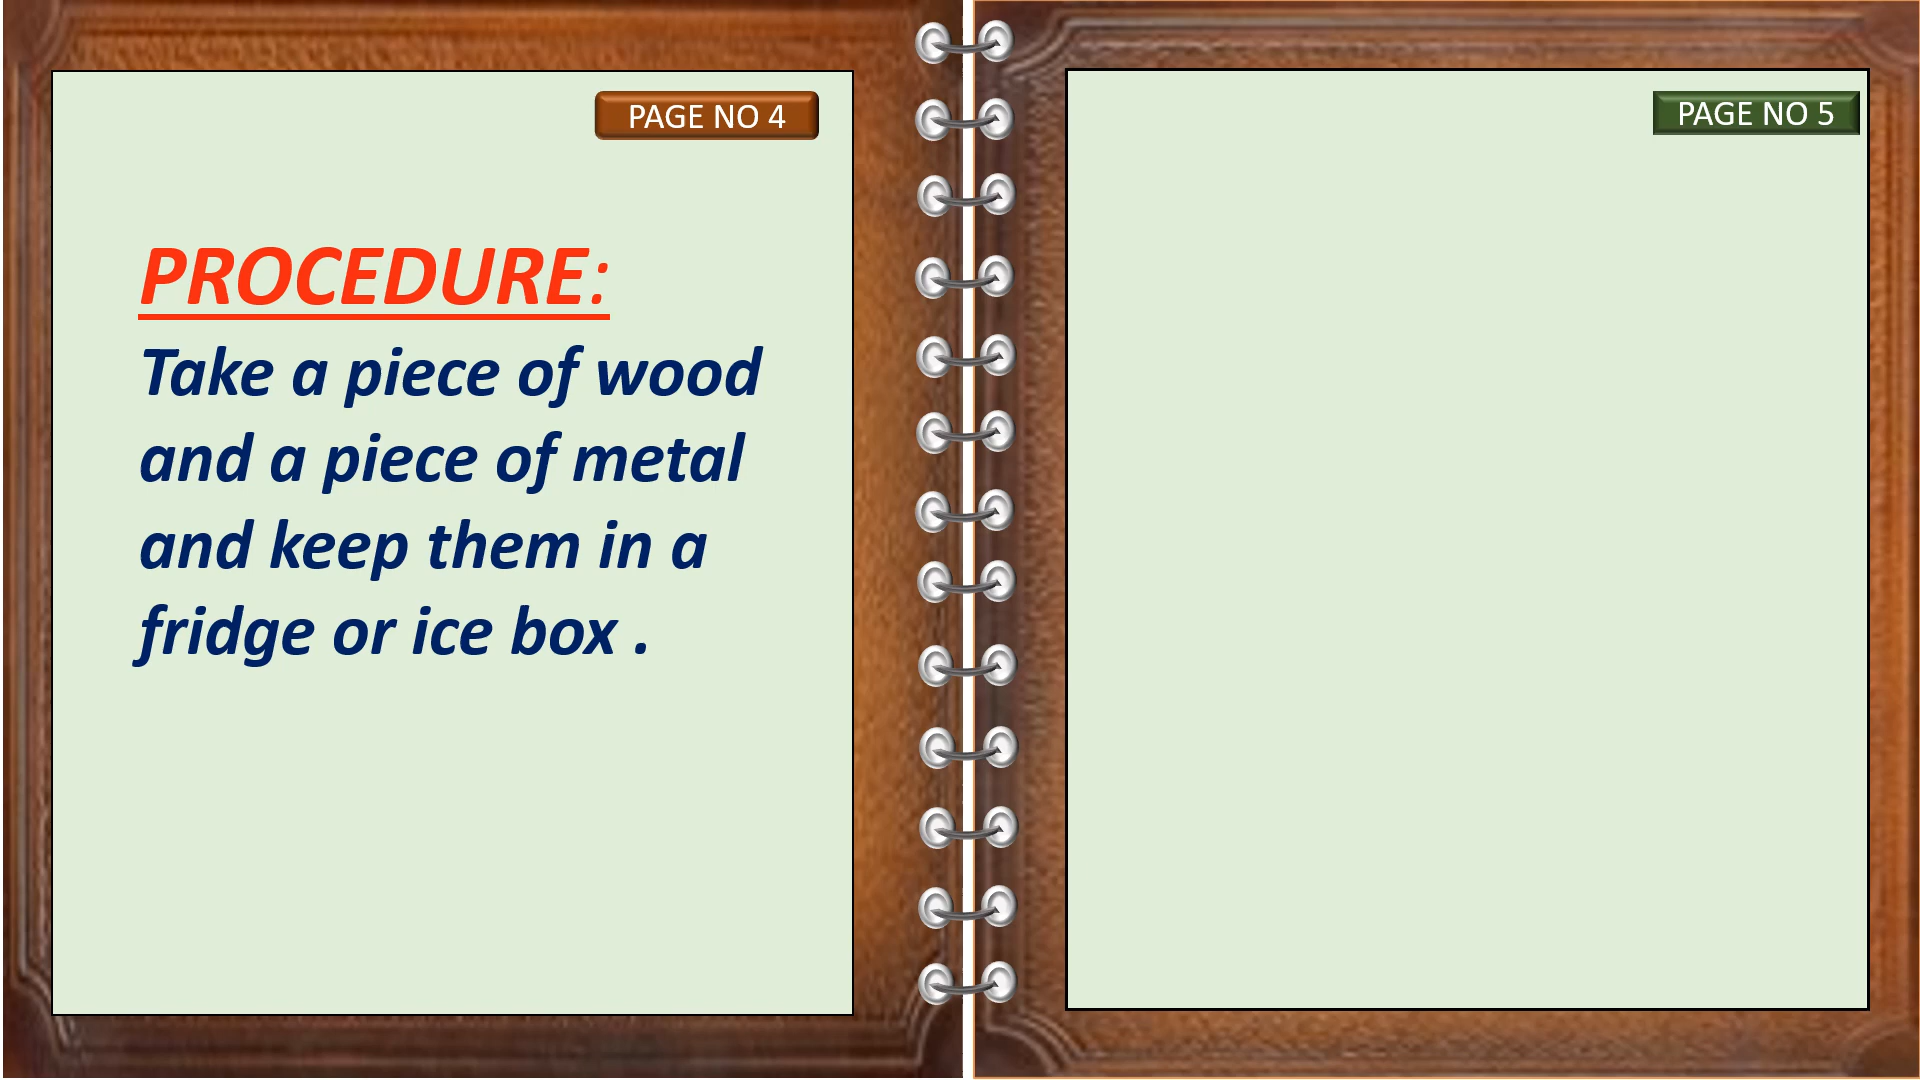 PAGE NO 4
PROCEDURE:
Take a piece of wood
and a piece of metal
and keep them in a
fridge or ice box .
PAGE NO 5